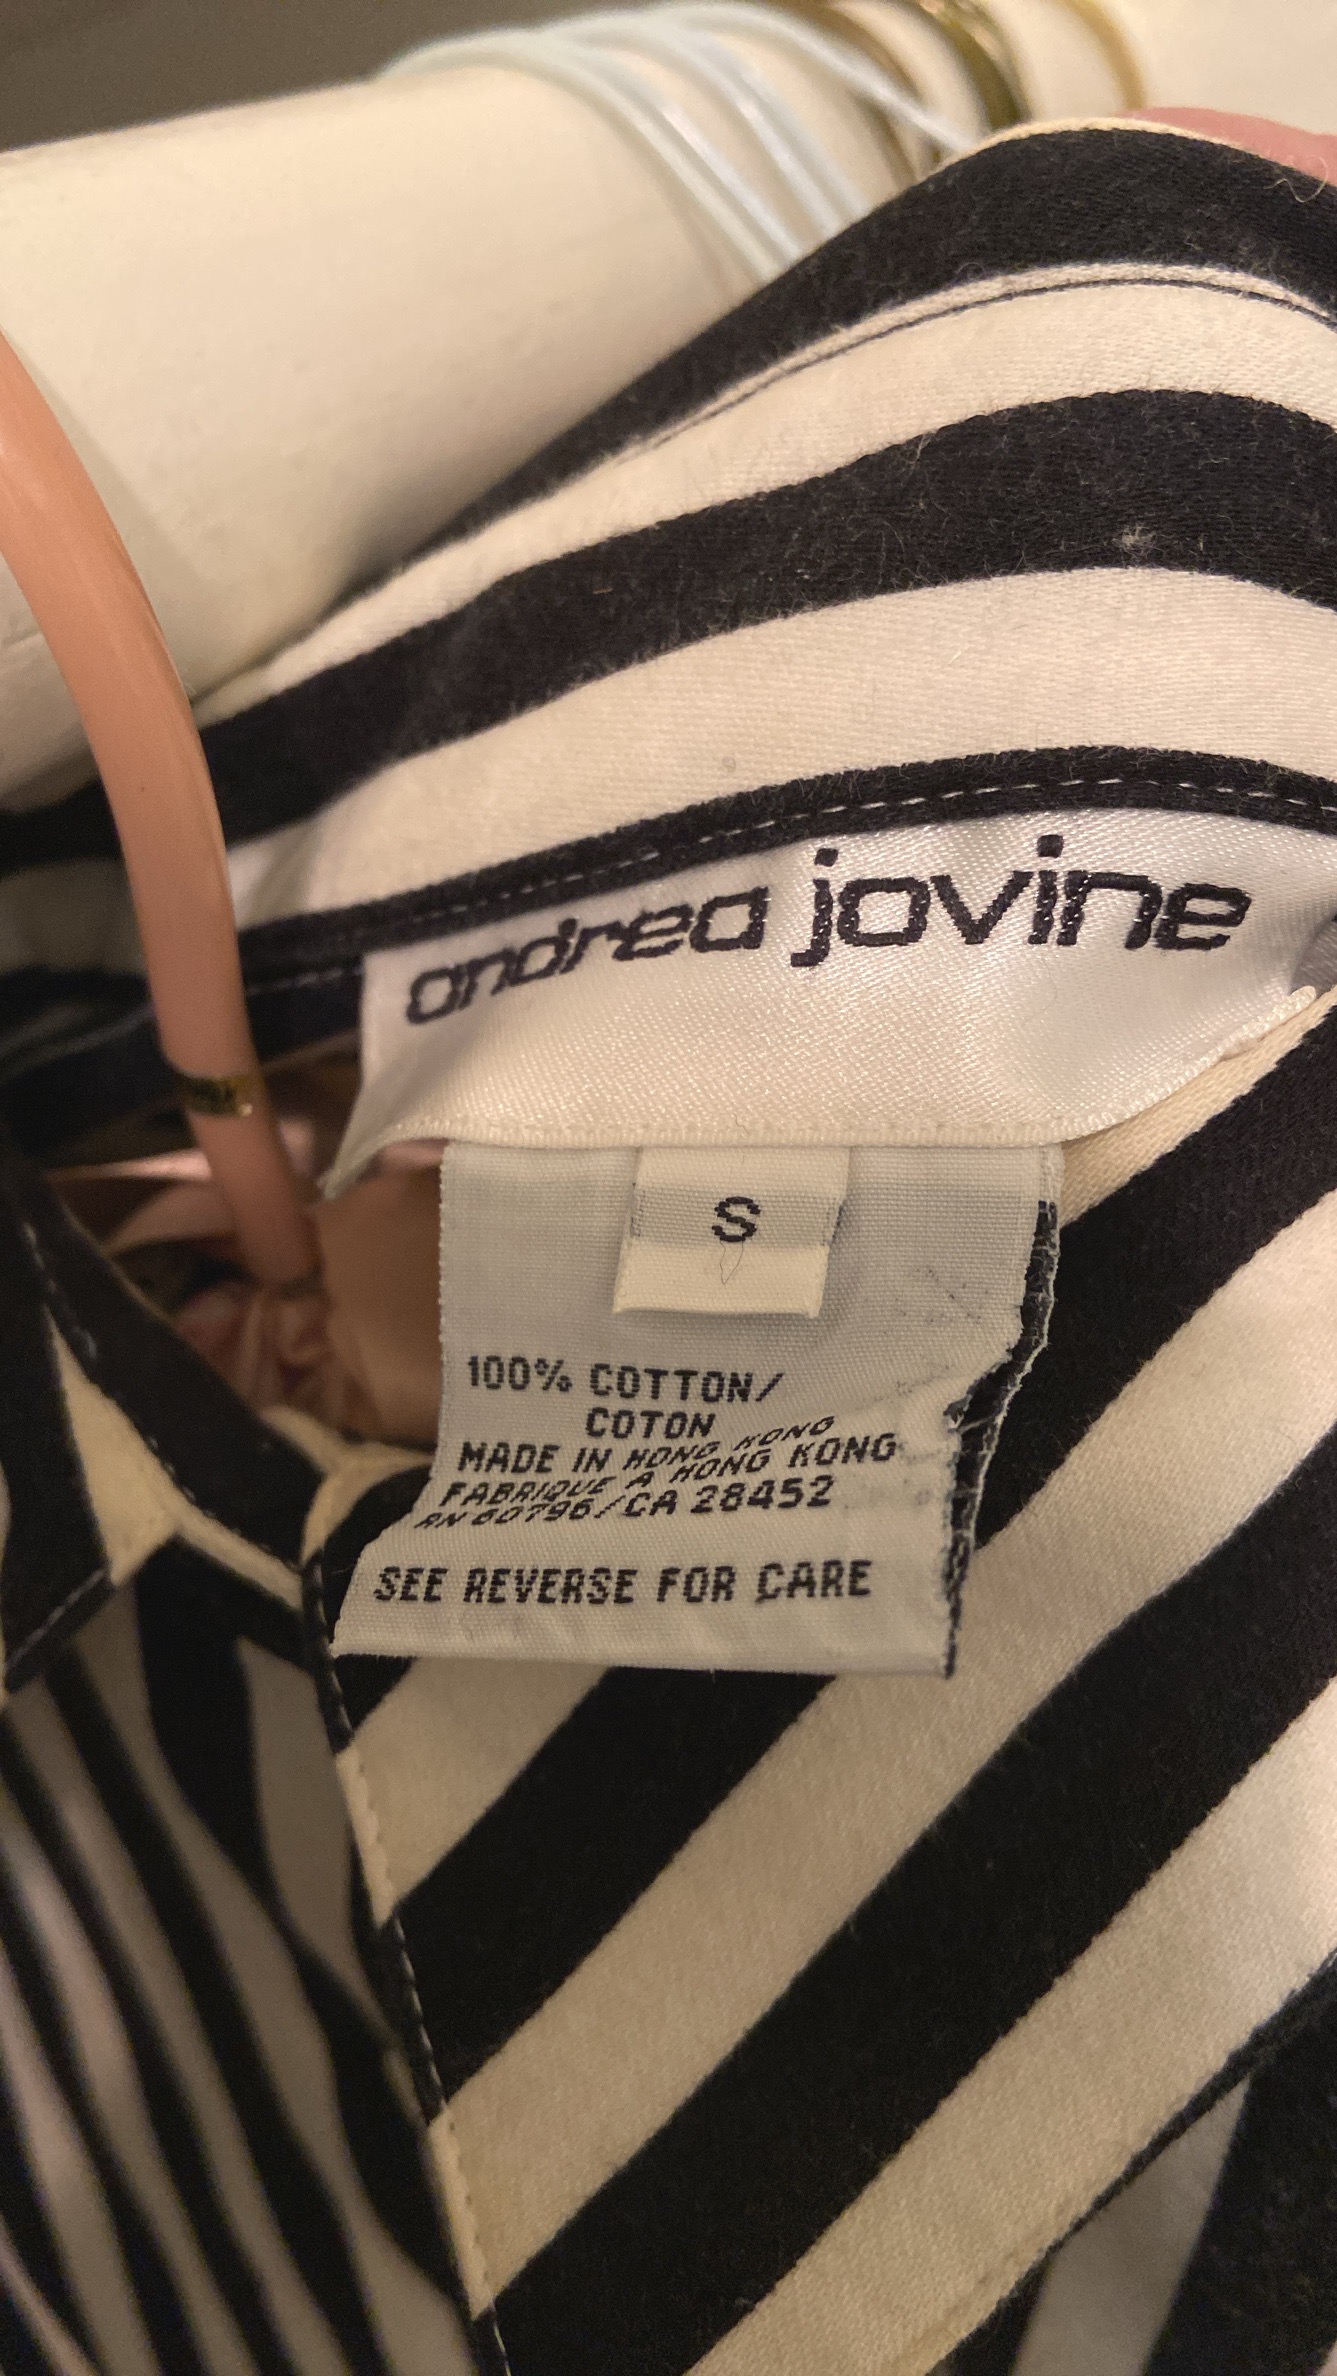 andrea jovine
S
100% COTTON/
COTON
MADE IN HONG KONG
FABRIQUE A HONG KONG
RN 60796/CA 28452
SEE REVERSE FOR CARE